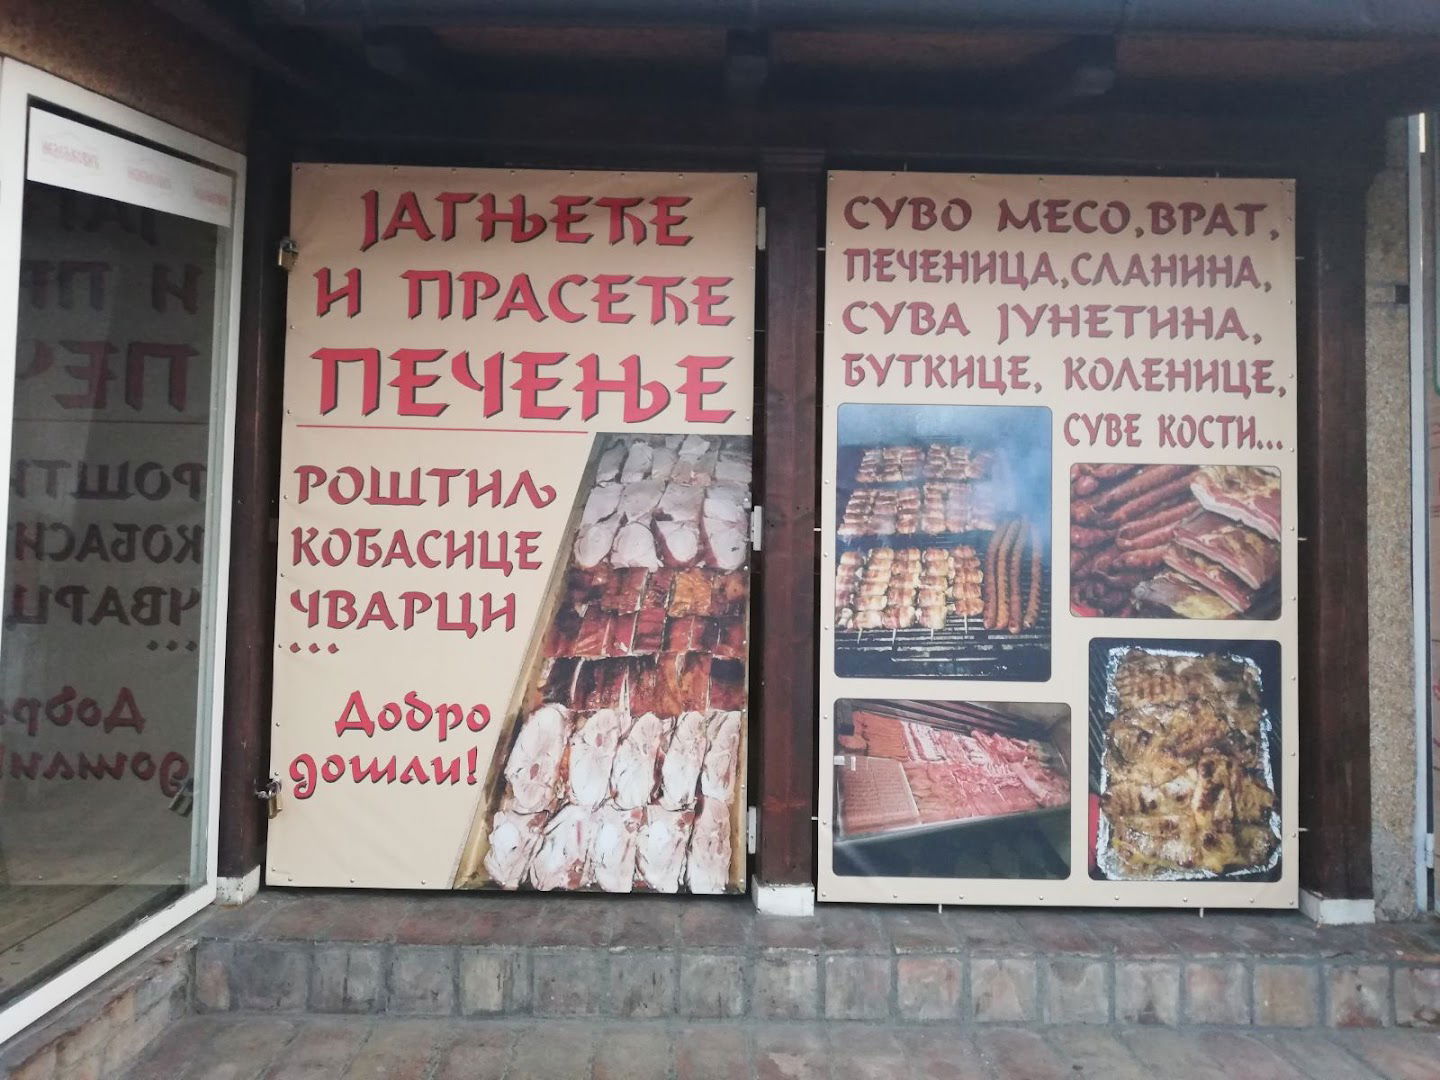 ЈАГЊЕЋЕ
И ПРАСЕЋЕ
ПЕЧЕЊЕ
РОШТИЉ
КОБАСИЦЕ
ЧВАРЦИ
...
Добро
дошли!
СУВО МЕСО, ВРАТ,
ПЕЧЕНИЦА, СЛАНИНА,
СУВА ЈУНЕТИНА,
БУТКИЦЕ, КОЛЕНИЦЕ,
СУВЕ КОСТИ...